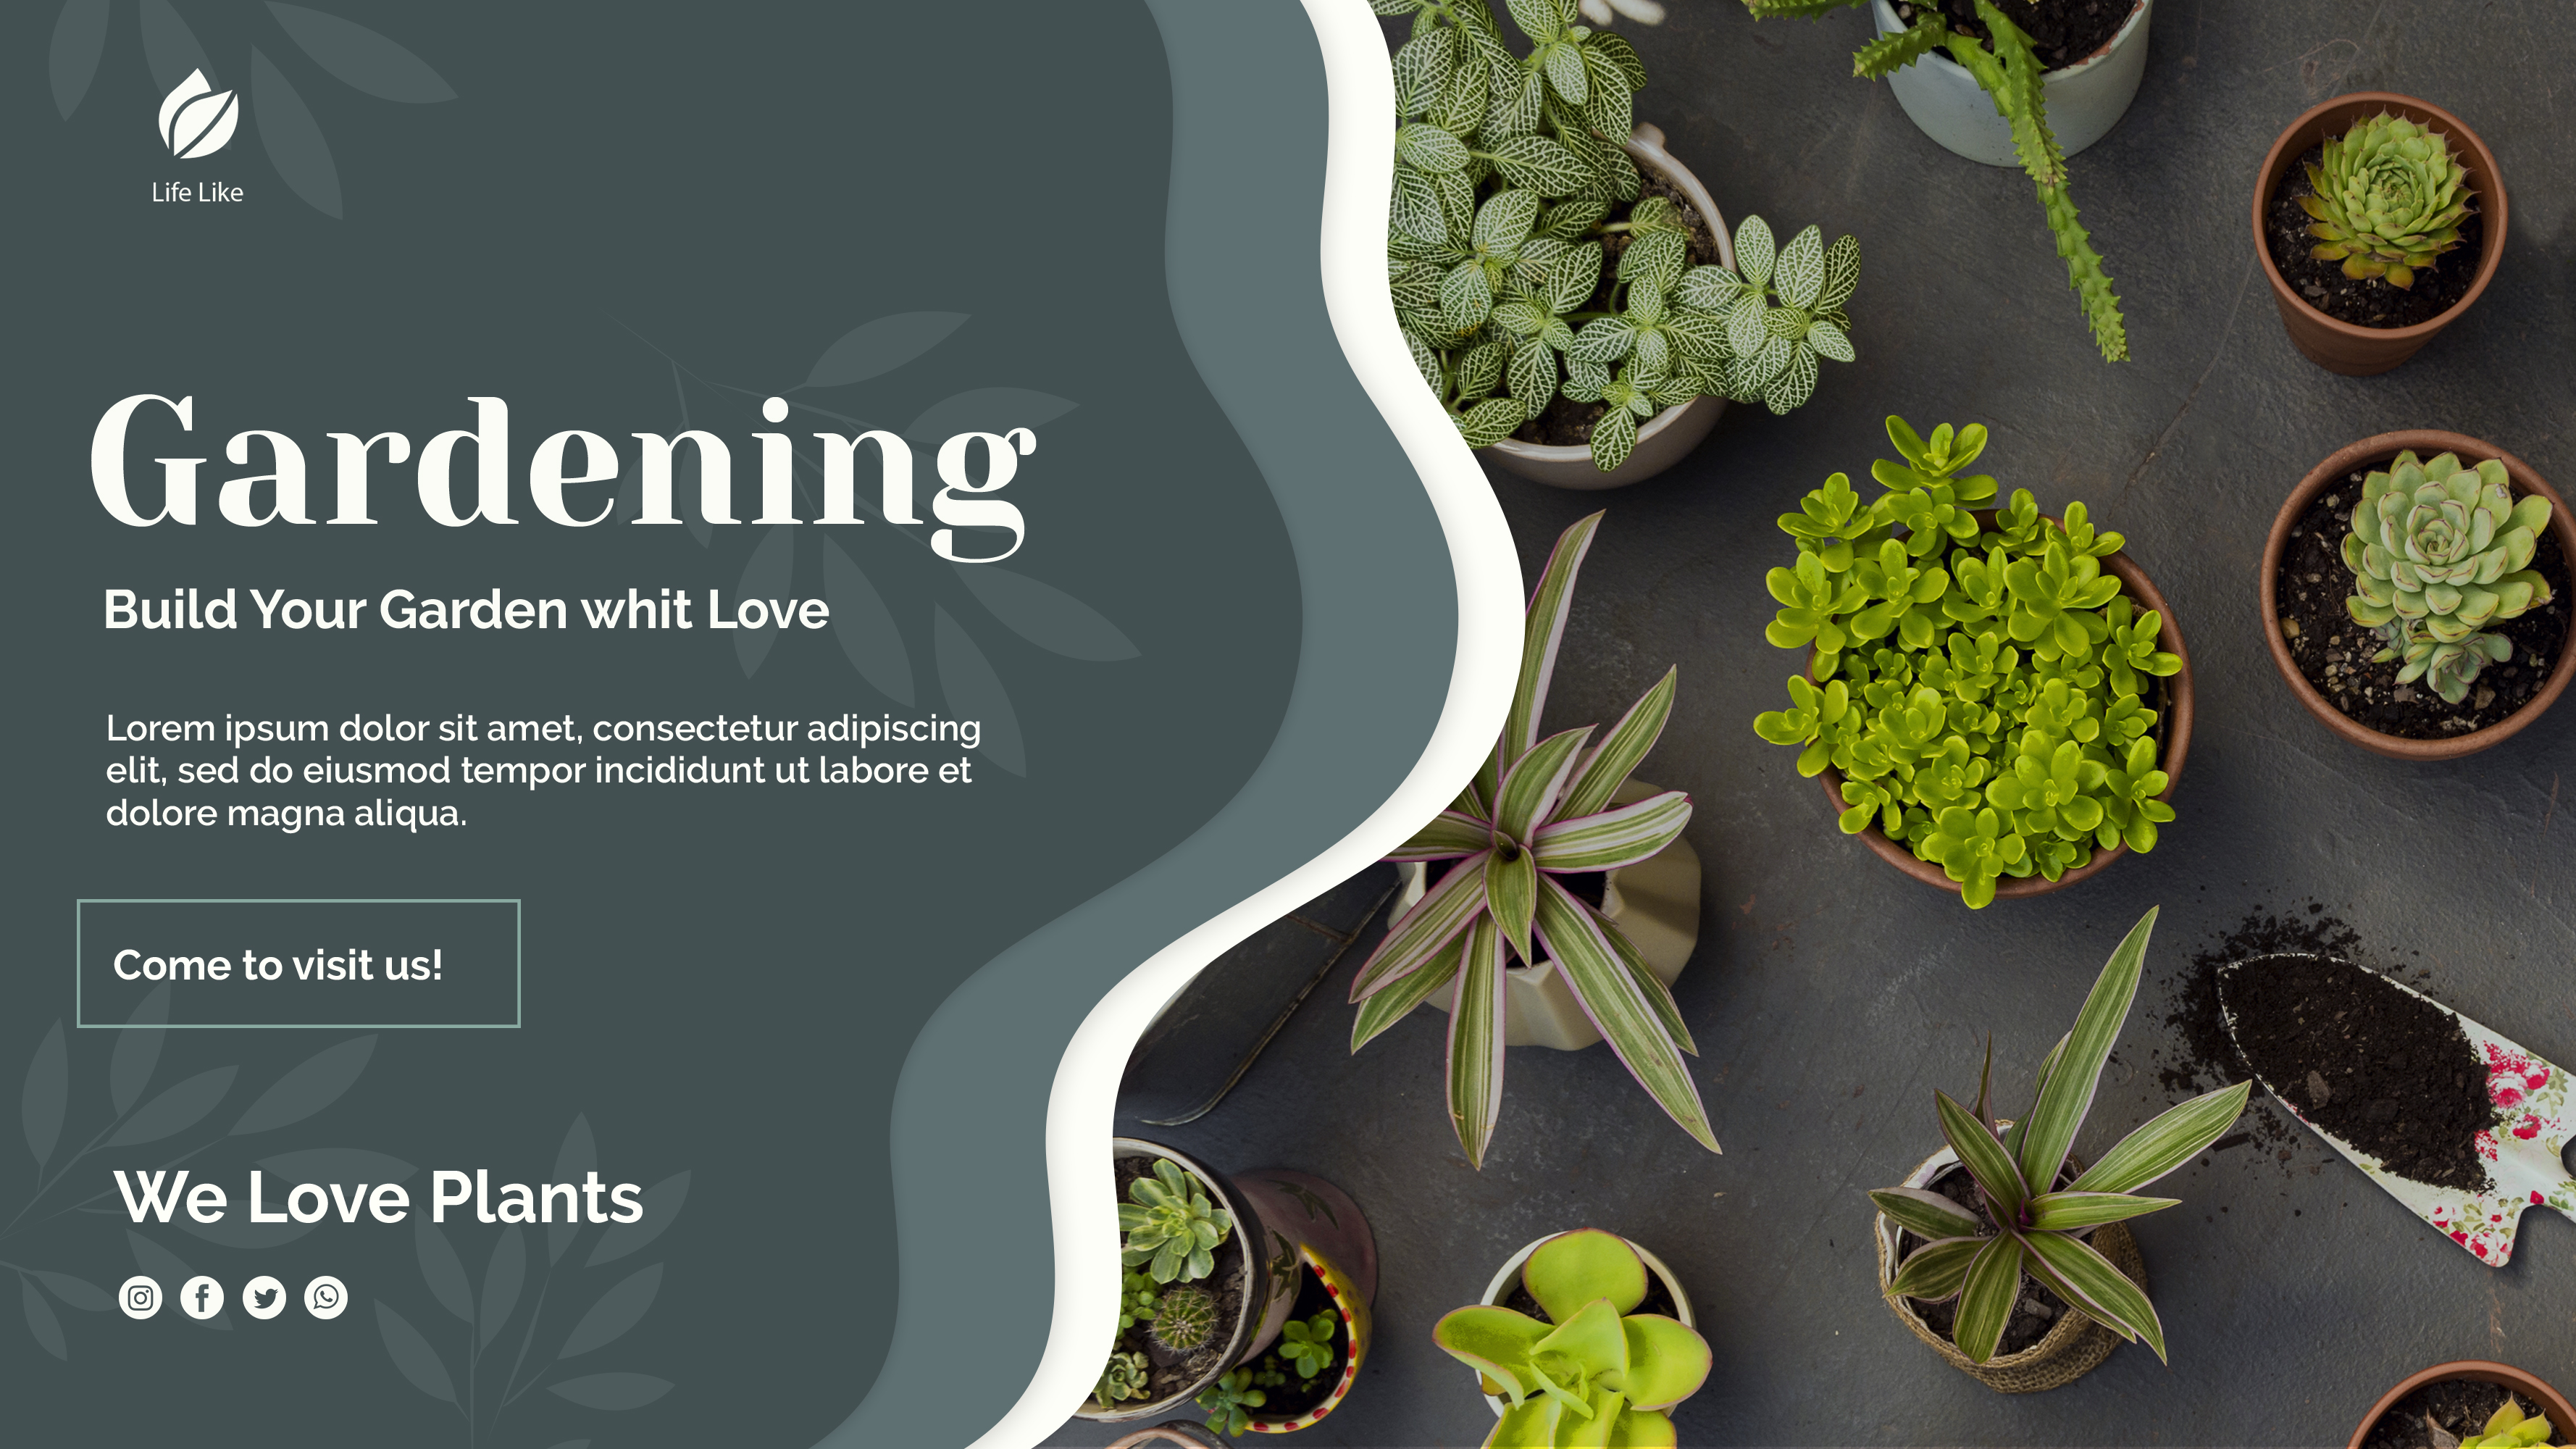 Life Like
Gardening
Build Your Garden whit Love
Lorem ipsum dolor sit amet, consectetur adipiscing
elit, sed do eiusmod tempor incididunt ut labore et
dolore magna aliqua.
Come to visit us!
We Love Plants